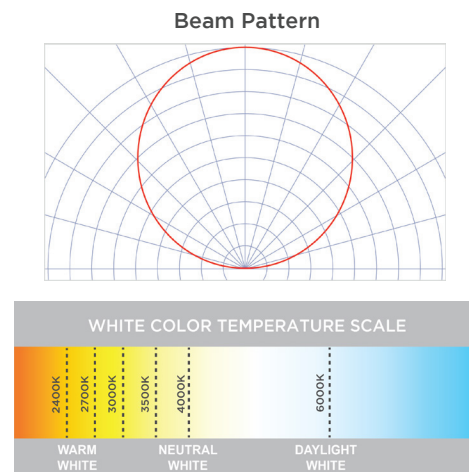 Beam Pattern
WHITE COLOR TEMPERATURE SCALE
2400K
2700K
3000K
3500K
4000K
6000K
WARM
WHITE
NEUTRAL
WHITE
DAYLIGHT
WHITE